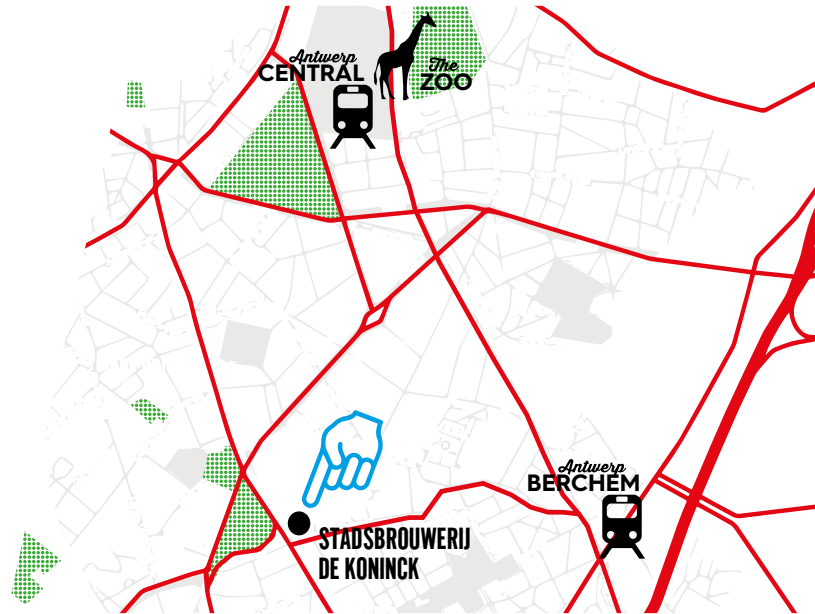 Antwerp
CENTRAL
The
ZOO
Antwerp
BERCHEM
STADSBROUWERIJ
DE KONINCK